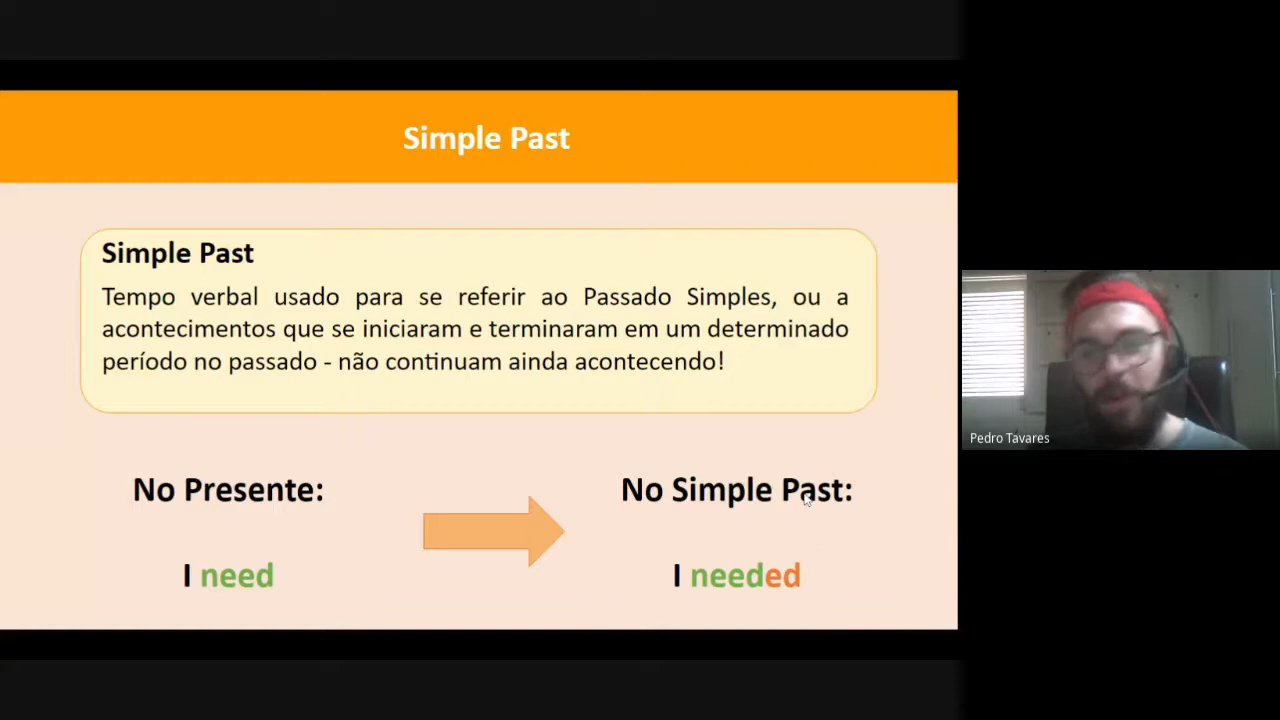 Simple Past
Simple Past
Tempo verbal usado para se referir ao Passado Simples, ou a
acontecimentos que se iniciaram e terminaram em um determinado
período no passado - não continuam ainda acontecendo!
No Presente:
No Simple Past:
I need
I needed
Pedro Tavares